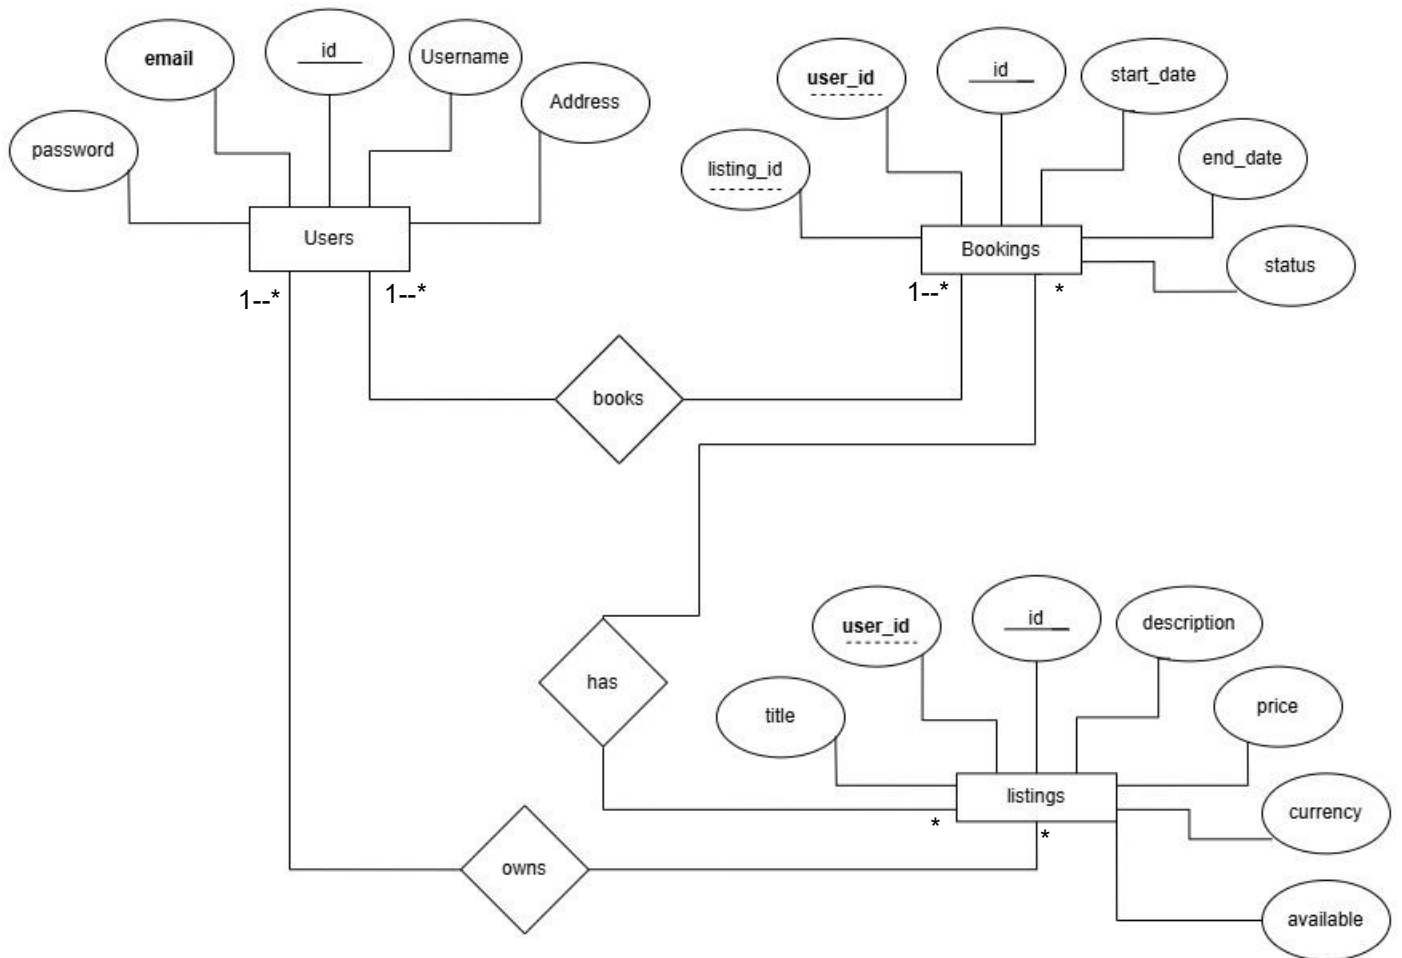 email
id
Username
Address
password
Users
1--*
1--*
user_id
id
start_date
end_date
listing_id
Bookings
status
1--*
*
books
has
user_id
id
description
title
price
listings
currency
*
*
owns
available